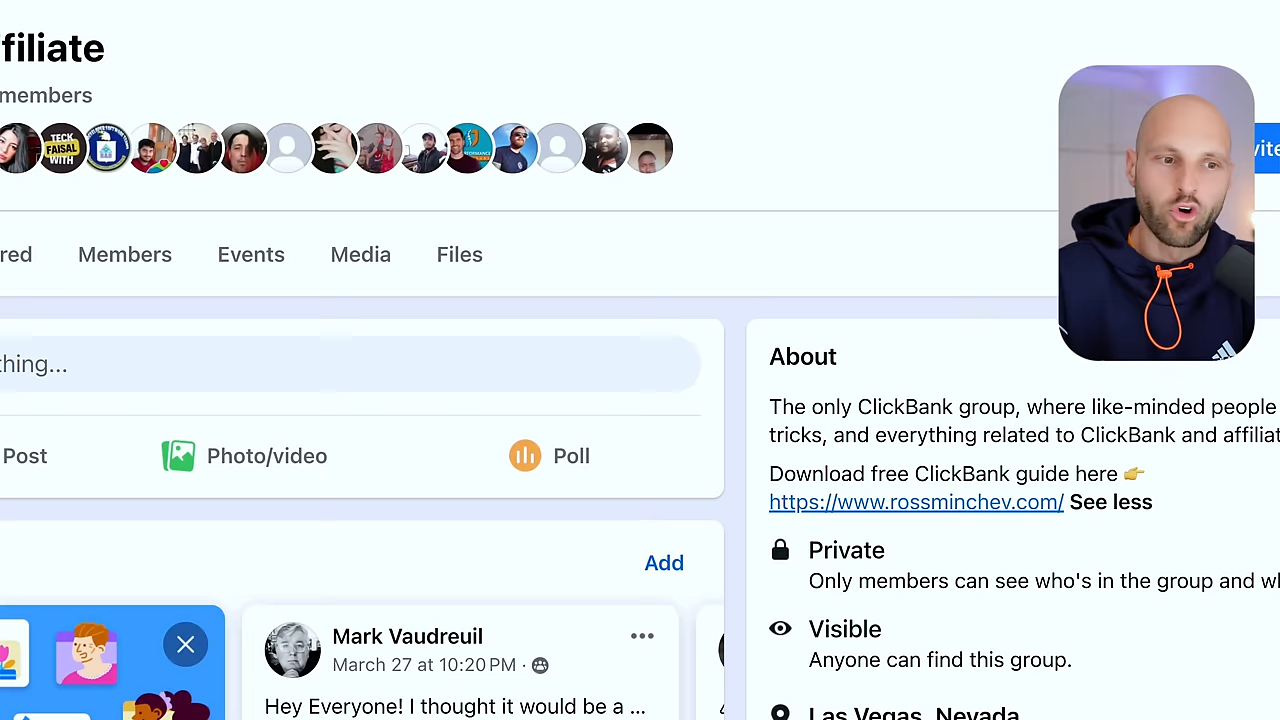 ffiliate
members
TECK
FAISAL
WITH
vite
red Members Events Media Files
thing...
Post Photo/video Poll
About
The only ClickBank group, where like-minded people
tricks, and everything related to ClickBank and affiliat
Download free ClickBank guide here 👉
https://www.rossminchev.com/ See less
Private
Only members can see who's in the group and wh
Visible
Anyone can find this group.
Las Vegas, Nevada
Add
Mark Vaudreuil
March 27 at 10:20 PM ·
Hey Everyone! I thought it would be a ...